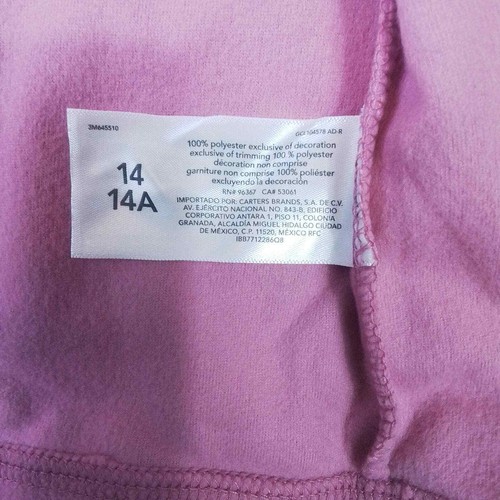 3M645510
GCI 104578 AD-R
14
14A
100% polyester exclusive of decoration
exclusive of trimming 100 % polyester
décoration non comprise
garniture non comprise 100% poliéster
excluyendo la decoración
RN# 96367 CA# 53061
IMPORTADO POR: CARTERS BRANDS, S.A. DE C.V.
AV. EJÉRCITO NACIONAL NO. 843-B, EDIFICIO
CORPORATIVO ANTARA 1, PISO 11, COLONIA
GRANADA, ALCALDÍA MIGUEL HIDALGO CIUDAD
DE MÉXICO, C.P. 11520, MÉXICO RFC
IBB7712286Q8